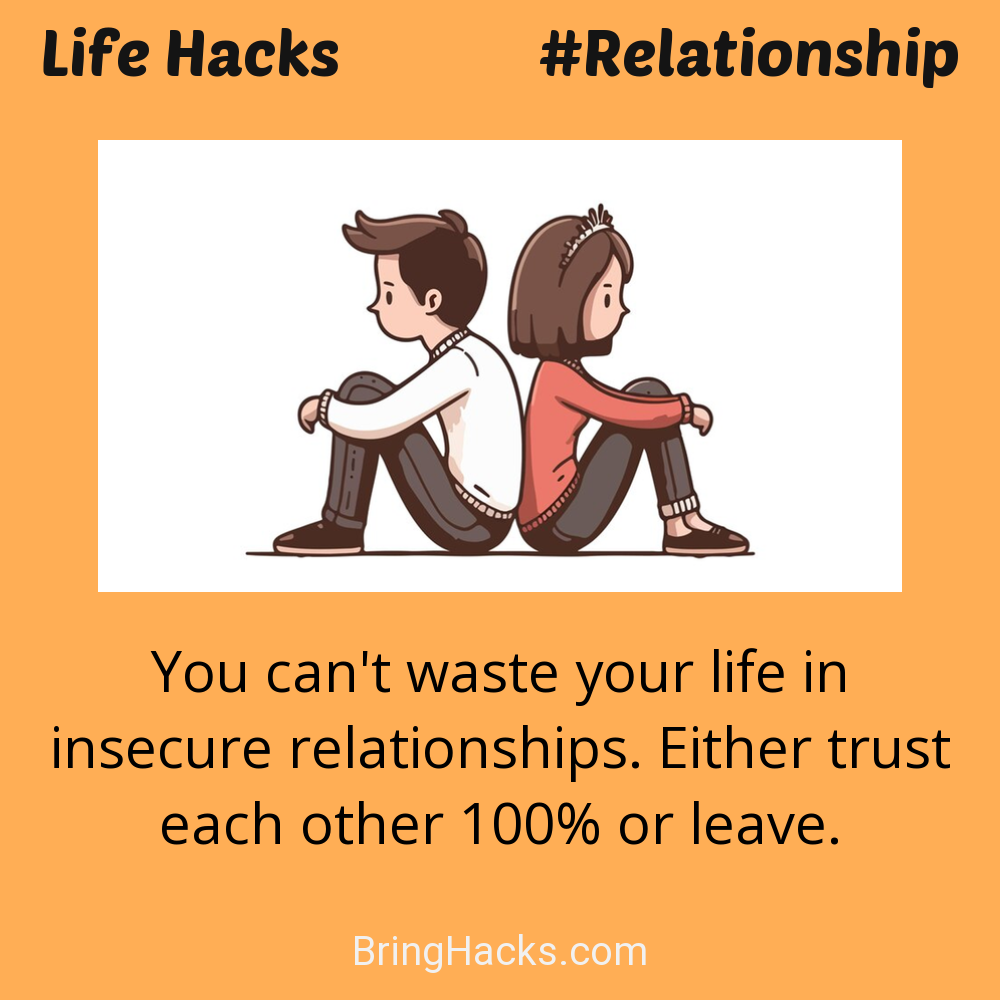 Life Hacks
#Relationship
You can't waste your life in
insecure relationships. Either trust
each other 100% or leave.
BringHacks.com